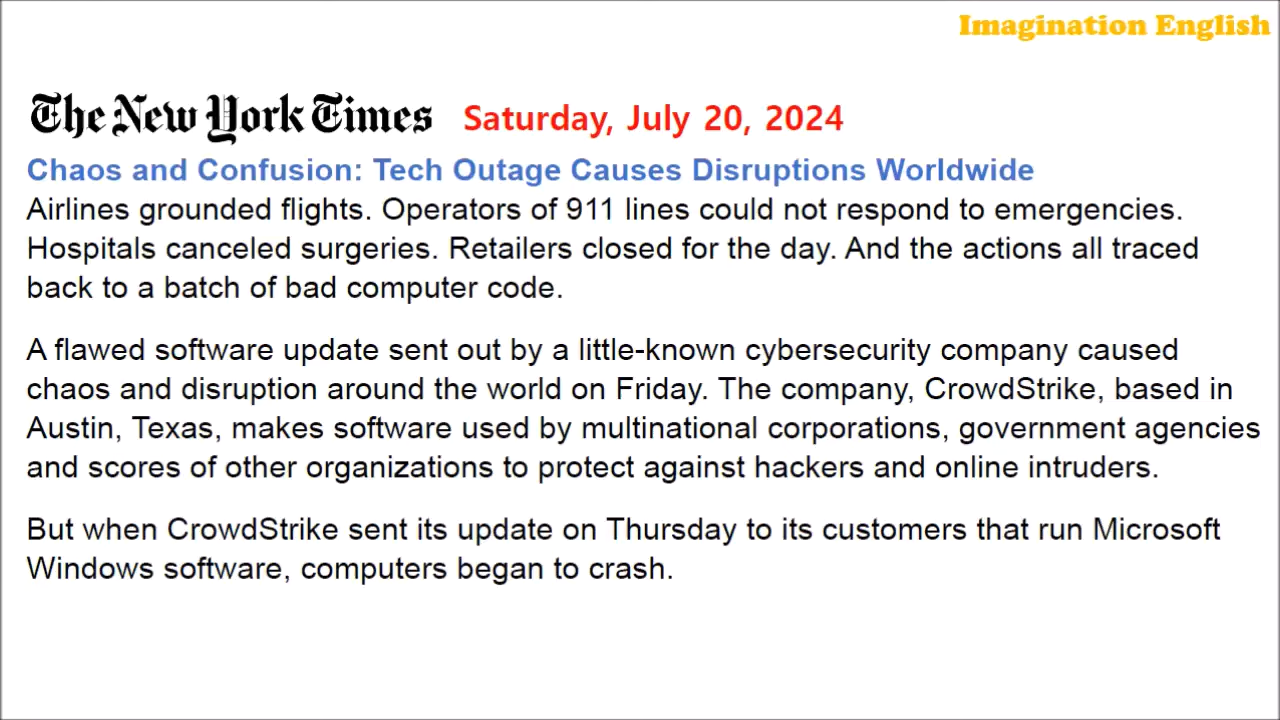 Imagination English
The New York Times Saturday, July 20, 2024
Chaos and Confusion: Tech Outage Causes Disruptions Worldwide
Airlines grounded flights. Operators of 911 lines could not respond to emergencies.
Hospitals canceled surgeries. Retailers closed for the day. And the actions all traced
back to a batch of bad computer code.
A flawed software update sent out by a little-known cybersecurity company caused
chaos and disruption around the world on Friday. The company, CrowdStrike, based in
Austin, Texas, makes software used by multinational corporations, government agencies
and scores of other organizations to protect against hackers and online intruders.
But when CrowdStrike sent its update on Thursday to its customers that run Microsoft
Windows software, computers began to crash.